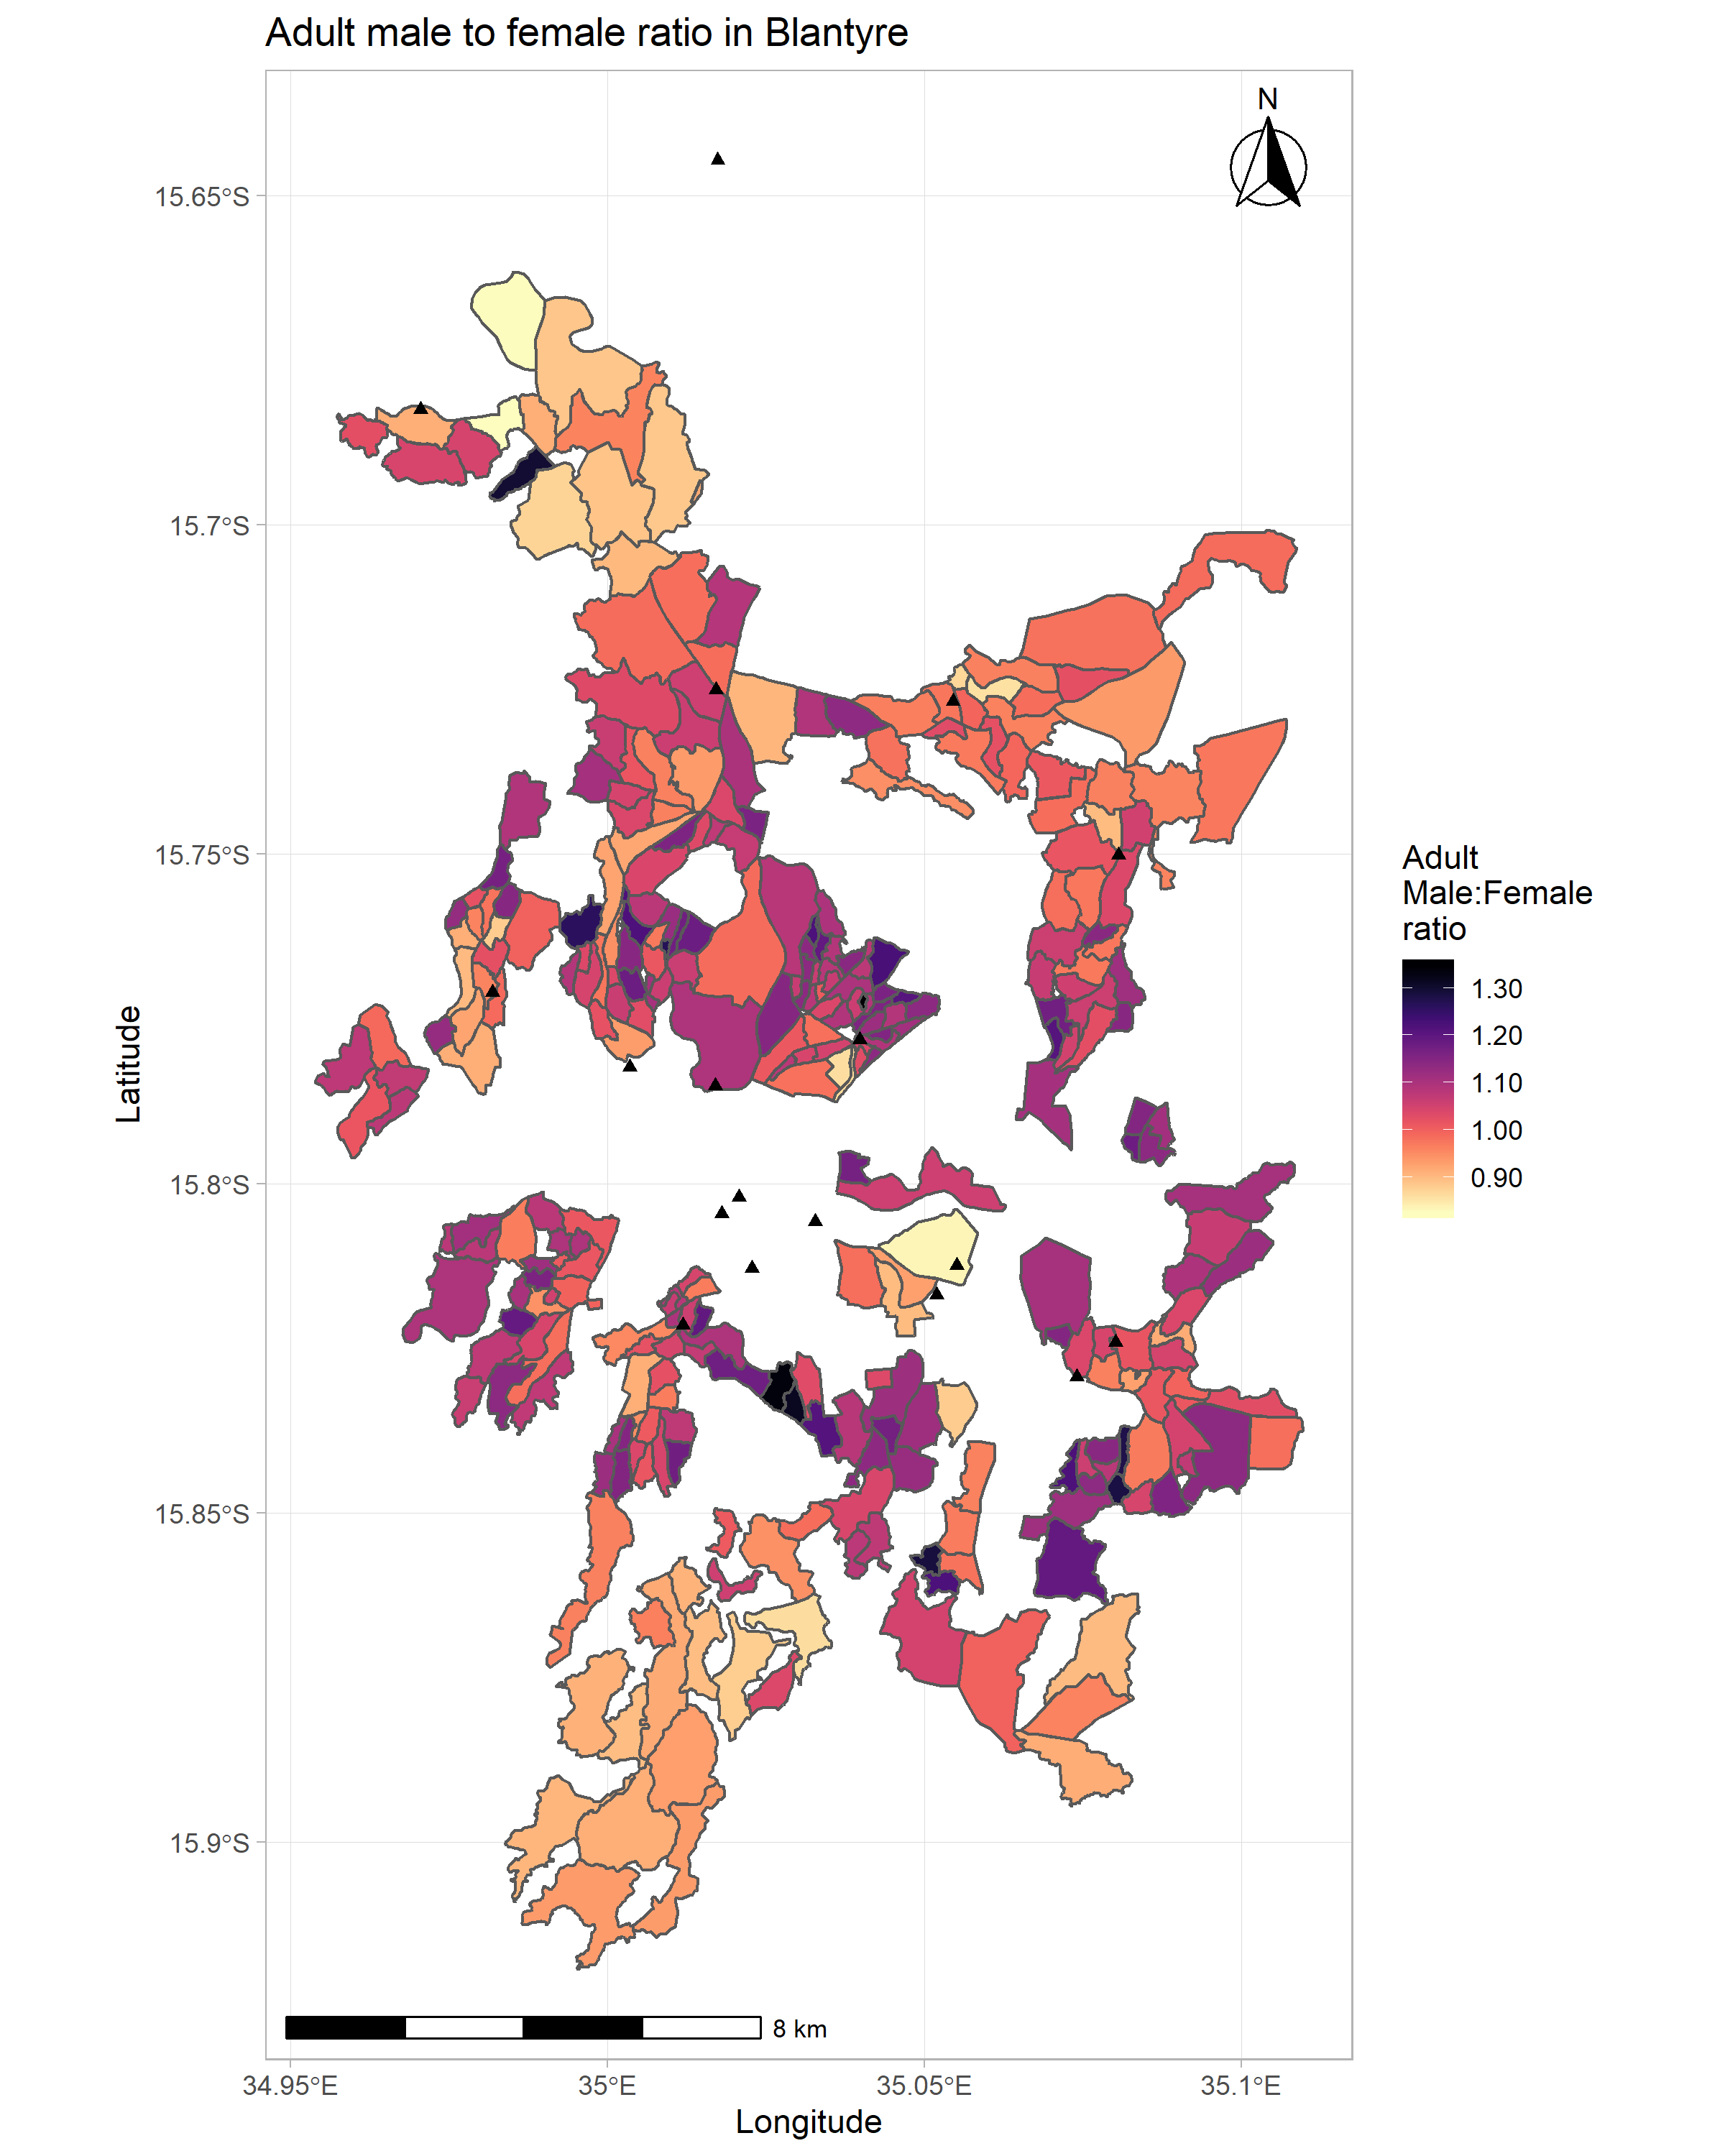 Adult male to female ratio in Blantyre
N
15.65°S
15.7°S
15.75°S
15.8°S
15.85°S
15.9°S
Latitude
8 km
34.95°E
35°E
35.05°E
35.1°E
Longitude
Adult
Male:Female
ratio
1.30
1.20
1.10
1.00
0.90